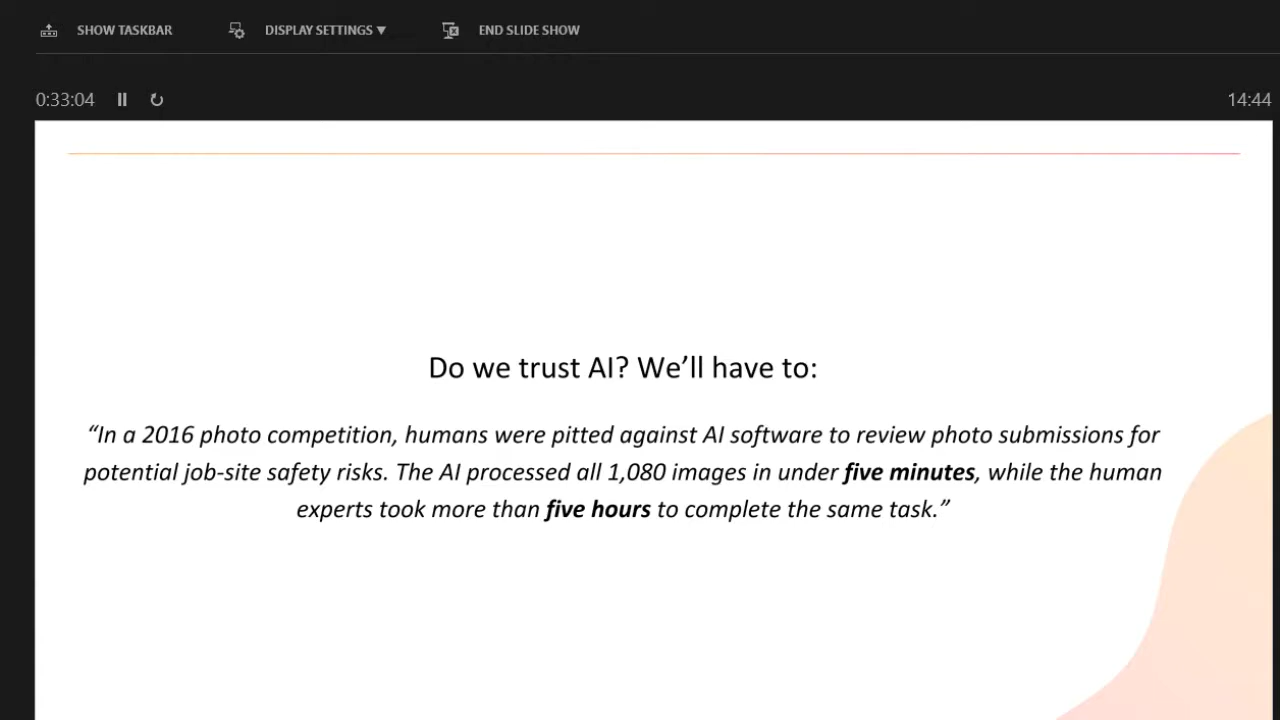 SHOW TASKBAR DISPLAY SETTINGS ▼ END SLIDE SHOW
0:33:04 14:44
Do we trust AI? We’ll have to:
“In a 2016 photo competition, humans were pitted against AI software to review photo submissions for
potential job-site safety risks. The AI processed all 1,080 images in under five minutes, while the human
experts took more than five hours to complete the same task.”